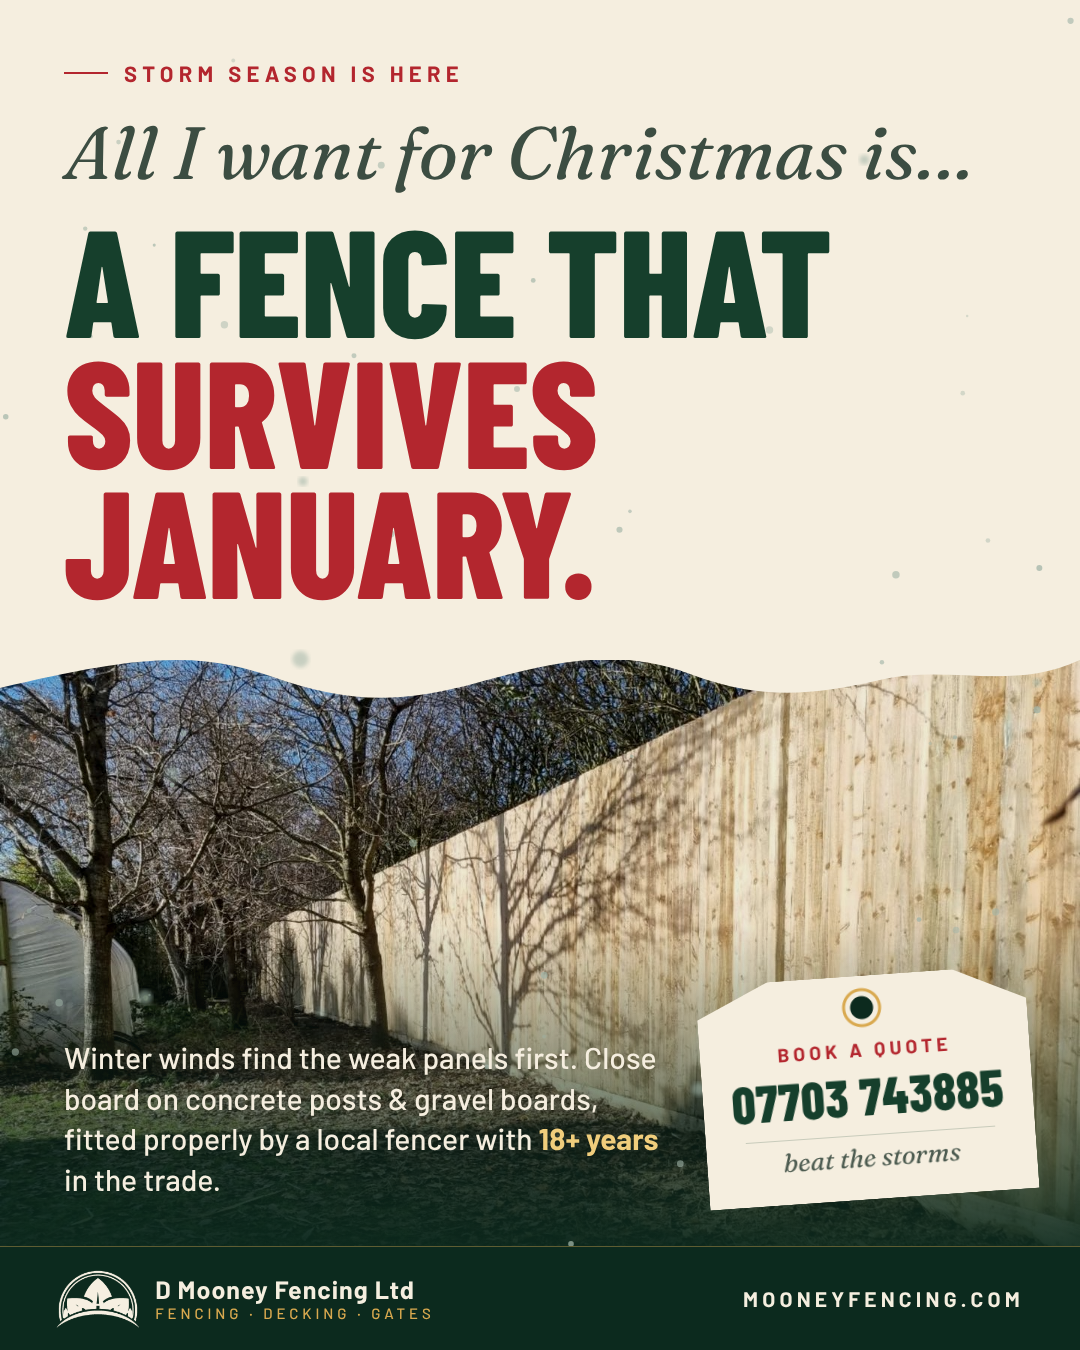 STORM SEASON IS HERE
All I want for Christmas is...
A FENCE THAT
SURVIVES
JANUARY.
Winter winds find the weak panels first. Close
board on concrete posts & gravel boards,
fitted properly by a local fencer with 18+ years
in the trade.
BOOK A QUOTE
07703 743885
beat the storms
D Mooney Fencing Ltd
FENCING · DECKING · GATES
MOONEYFENCING.COM